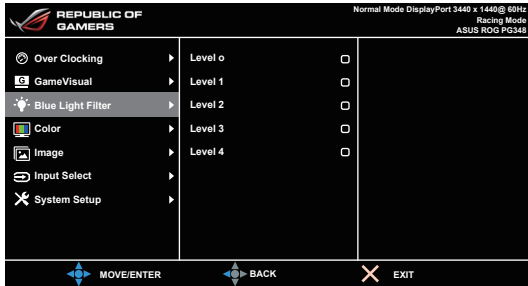 REPUBLIC OF
GAMERS
Normal Mode DisplayPort 3440 x 1440@ 60Hz
Racing Mode
ASUS ROG PG348
Over Clocking
G GameVisual
Blue Light Filter
Color
Image
Input Select
System Setup
Level o
Level 1
Level 2
Level 3
Level 4
MOVE/ENTER
BACK
EXIT